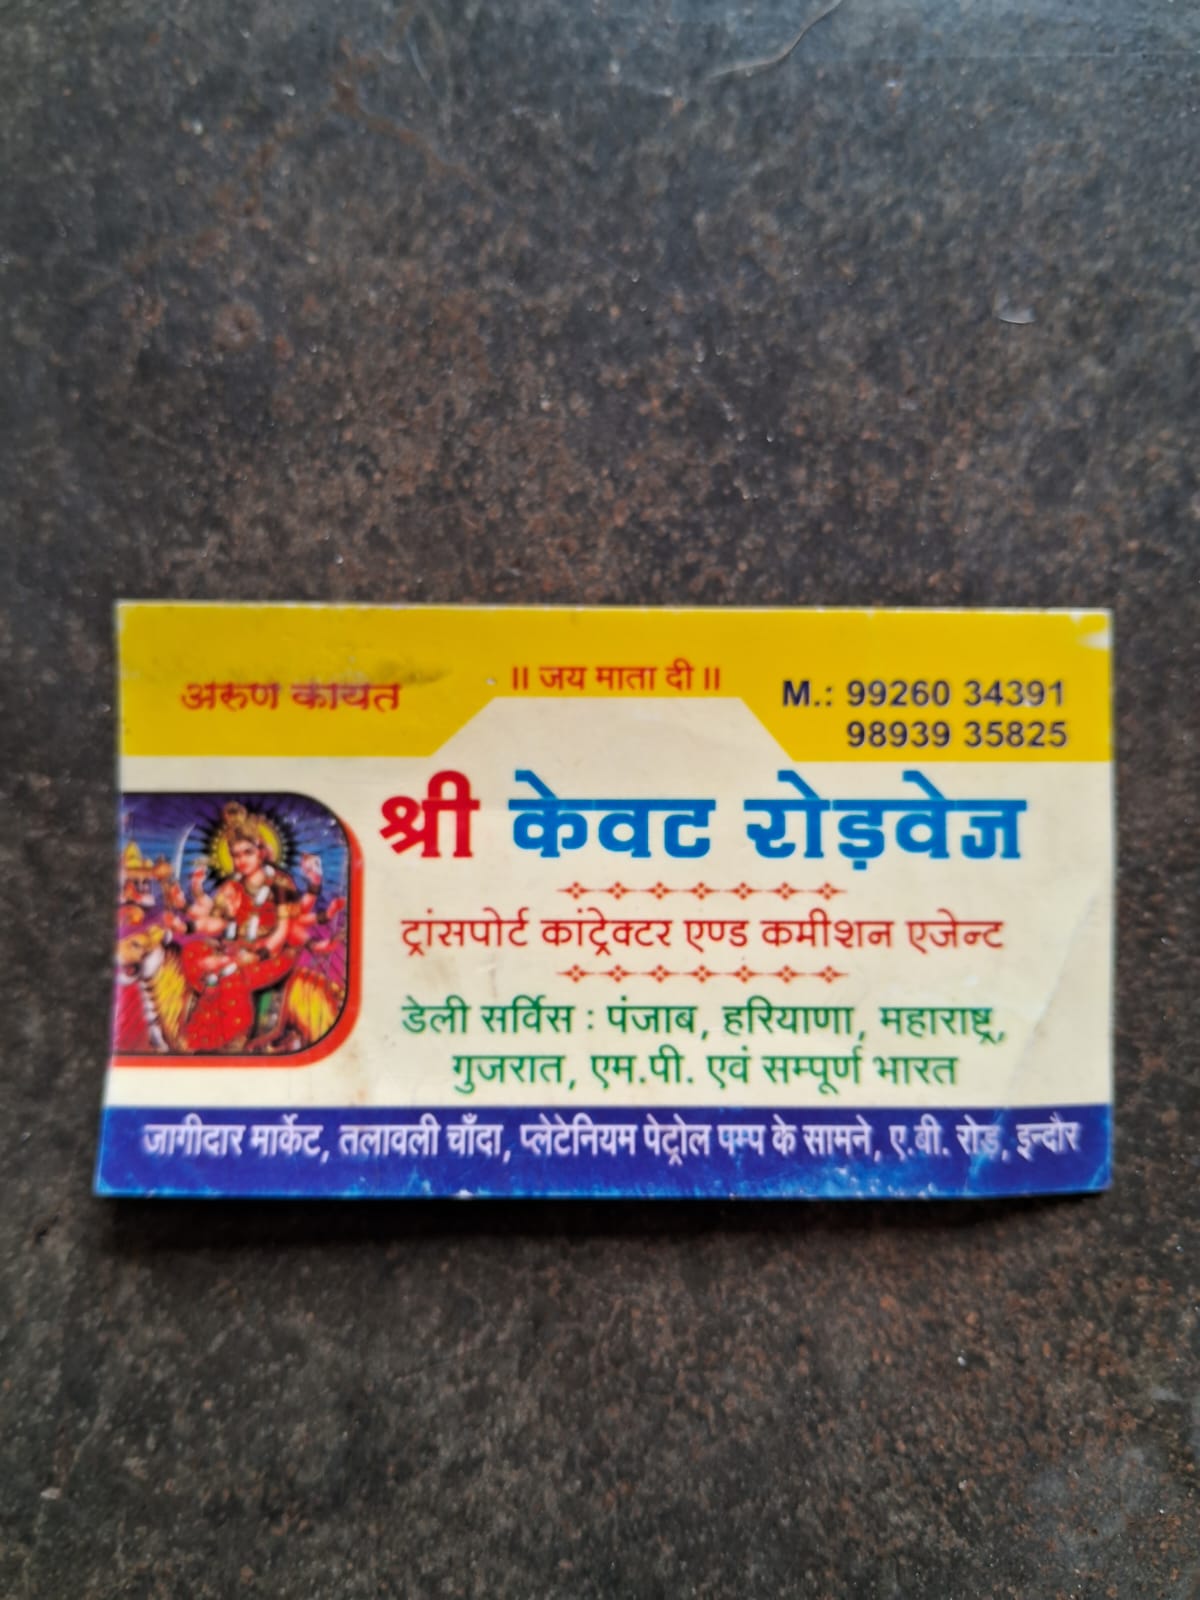 अरुण कायत
॥ जय माता दी ॥
M.: 99260 34391
98939 35825
श्री केवट रोड़वेज
ट्रांसपोर्ट कांट्रेक्टर एण्ड कमीशन एजेन्ट
डेली सर्विस : पंजाब, हरियाणा, महाराष्ट्र,
गुजरात, एम.पी. एवं सम्पूर्ण भारत
जागीदार मार्केट, तलावली चाँदा, प्लेटेनियम पेट्रोल पम्प के सामने, ए.बी. रोड, इन्दौर